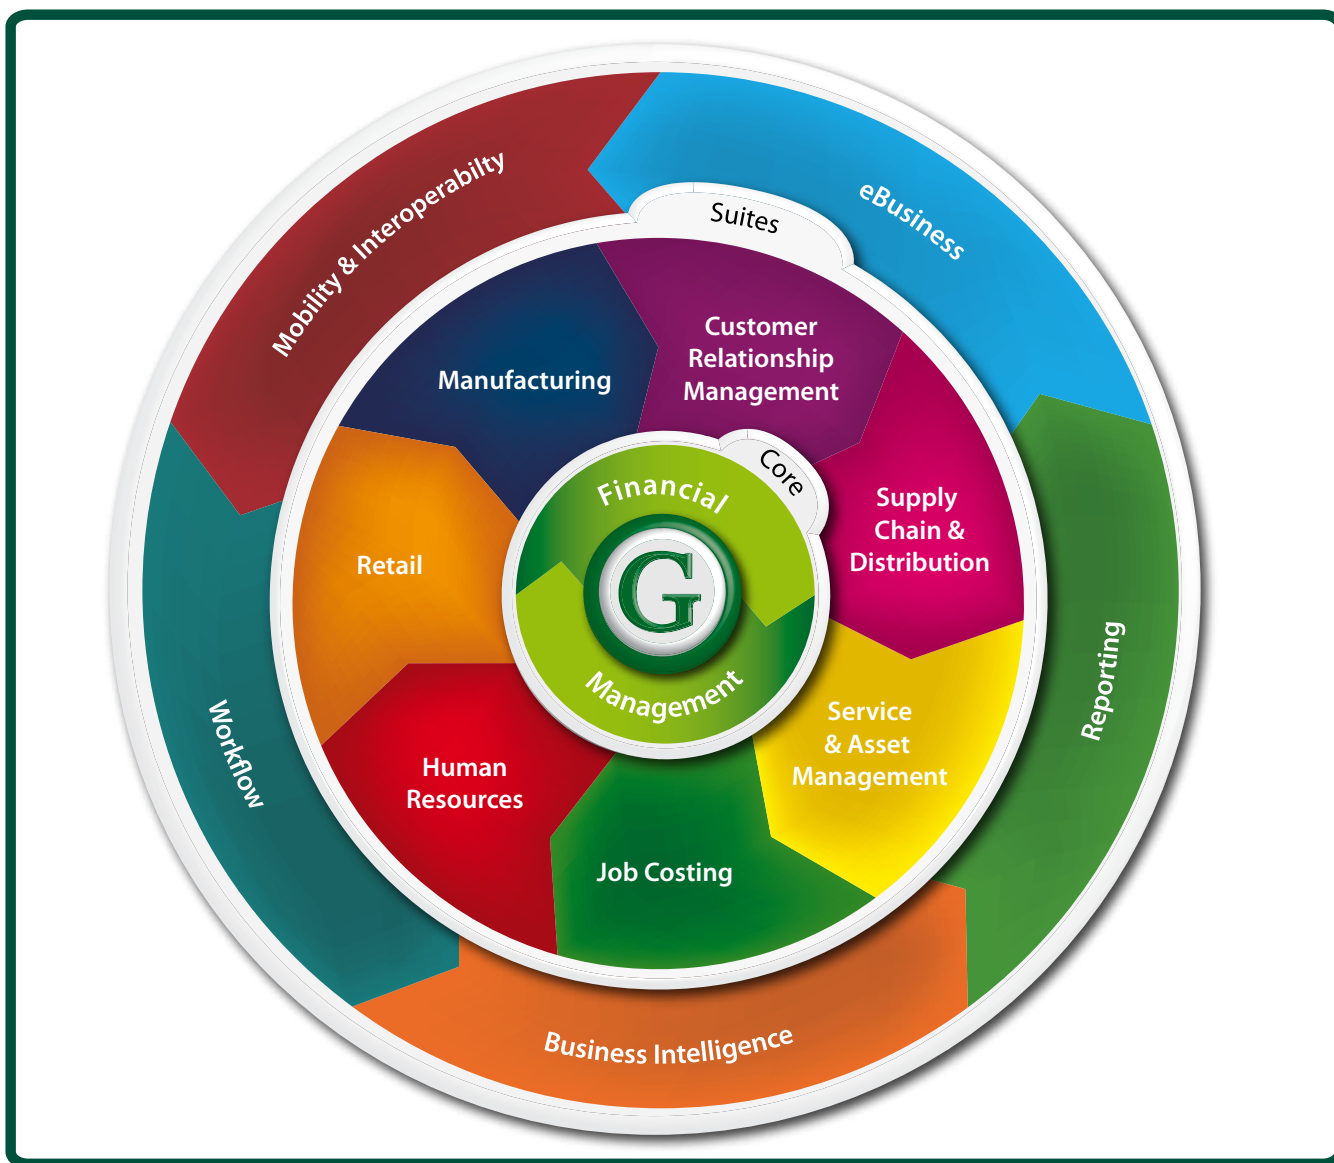 Mobility & Interoperabilty
eBusiness
Suites
Customer
Relationship
Management
Manufacturing
Core
Financial
Supply
Chain &
Distribution
Retail
G
Reporting
Management
Service
& Asset
Management
Workflow
Human
Resources
Job Costing
Business Intelligence